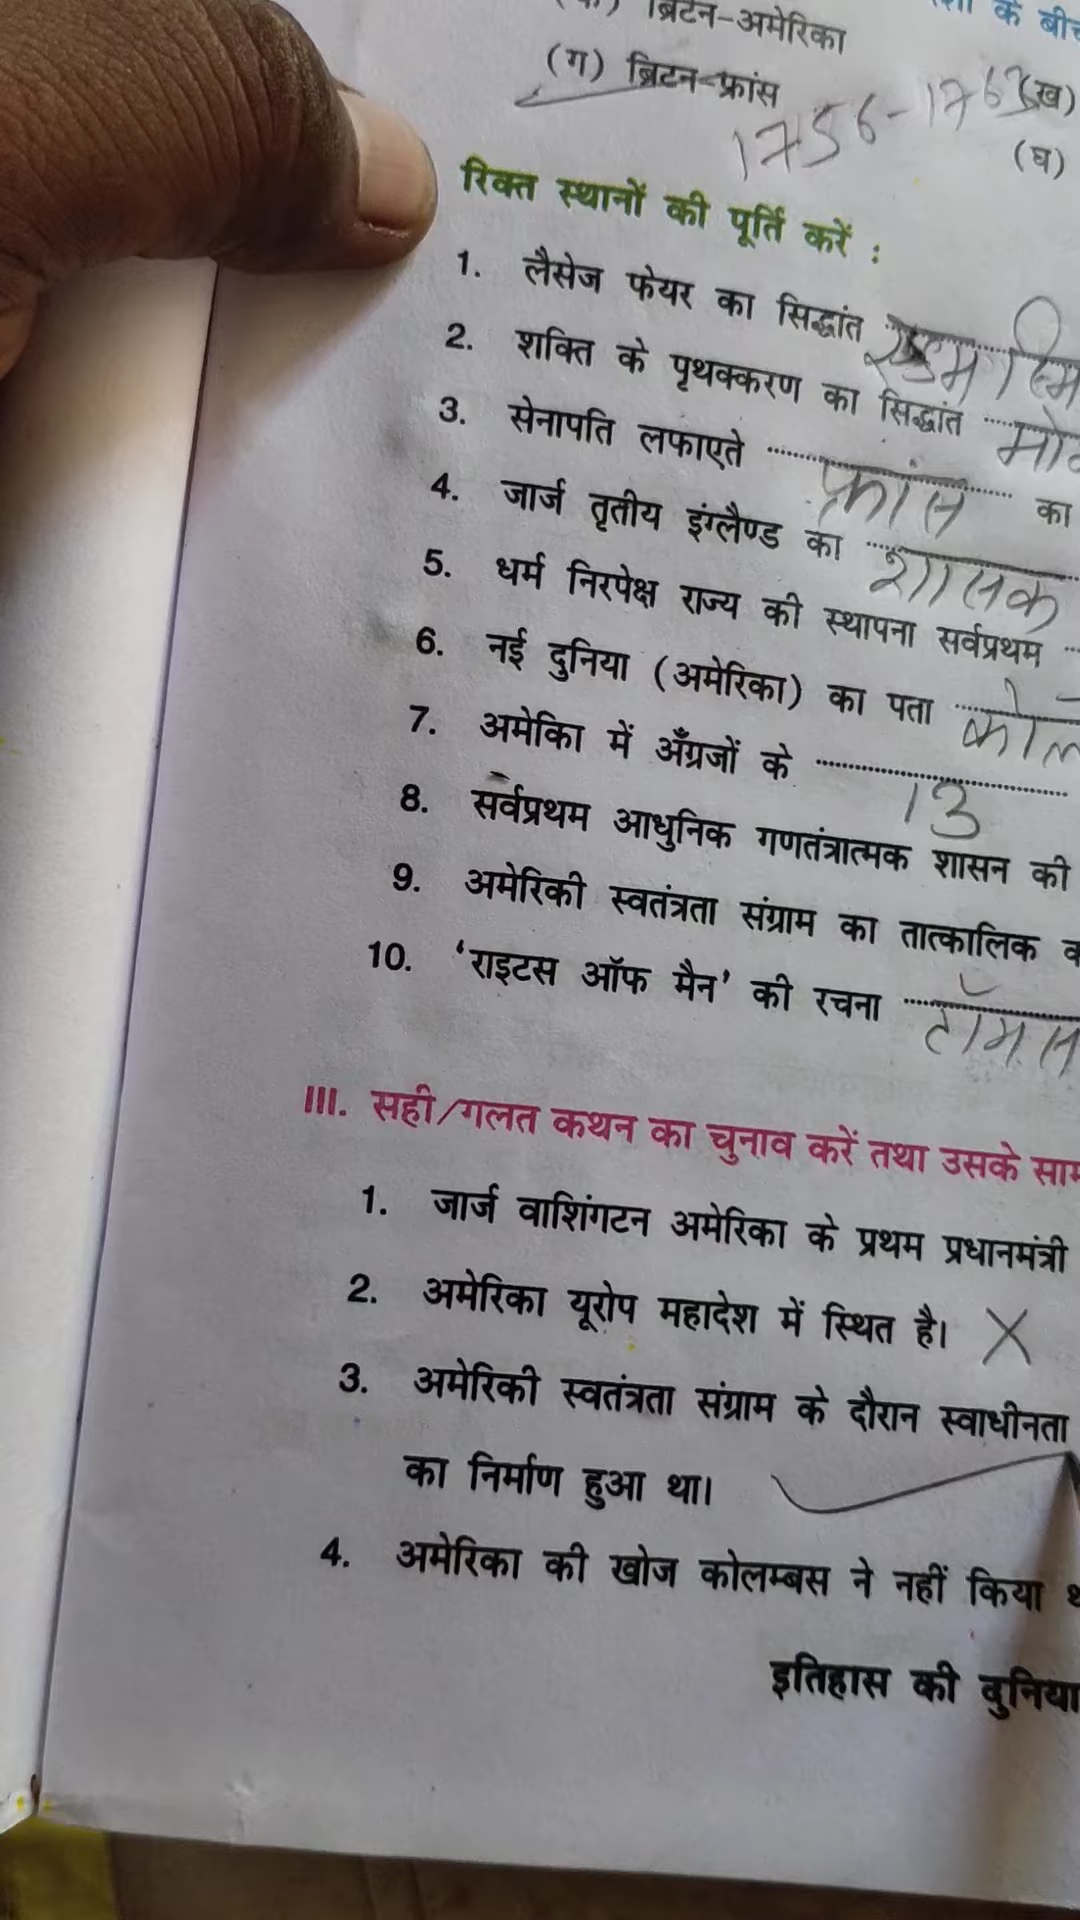 ब्रिटेन-अमेरिका के बीच
(ग) ब्रिटेन-फ्रांस (ख)
1756-1763 (घ)
रिक्त स्थानों की पूर्ति करें :
1. लैसेज फेयर का सिद्धांत
2. शक्ति के पृथक्करण का सिद्धांत
3. सेनापति लफाएते फ्रांस का
4. जार्ज तृतीय इंग्लैण्ड का शासक
5. धर्म निरपेक्ष राज्य की स्थापना सर्वप्रथम
6. नई दुनिया (अमेरिका) का पता
7. अमेकिा में अँग्रजों के 13
8. सर्वप्रथम आधुनिक गणतंत्रात्मक शासन की
9. अमेरिकी स्वतंत्रता संग्राम का तात्कालिक
10. ‘राइटस ऑफ मैन’ की रचना टॉमस
III. सही/गलत कथन का चुनाव करें तथा उसके
1. जार्ज वाशिंगटन अमेरिका के प्रथम प्रधानमंत्री
2. अमेरिका यूरोप महादेश में स्थित है।
3. अमेरिकी स्वतंत्रता संग्राम के दौरान स्वाधीनता
का निर्माण हुआ था।
4. अमेरिका की खोज कोलम्बस ने नहीं किया
इतिहास की दुनिया